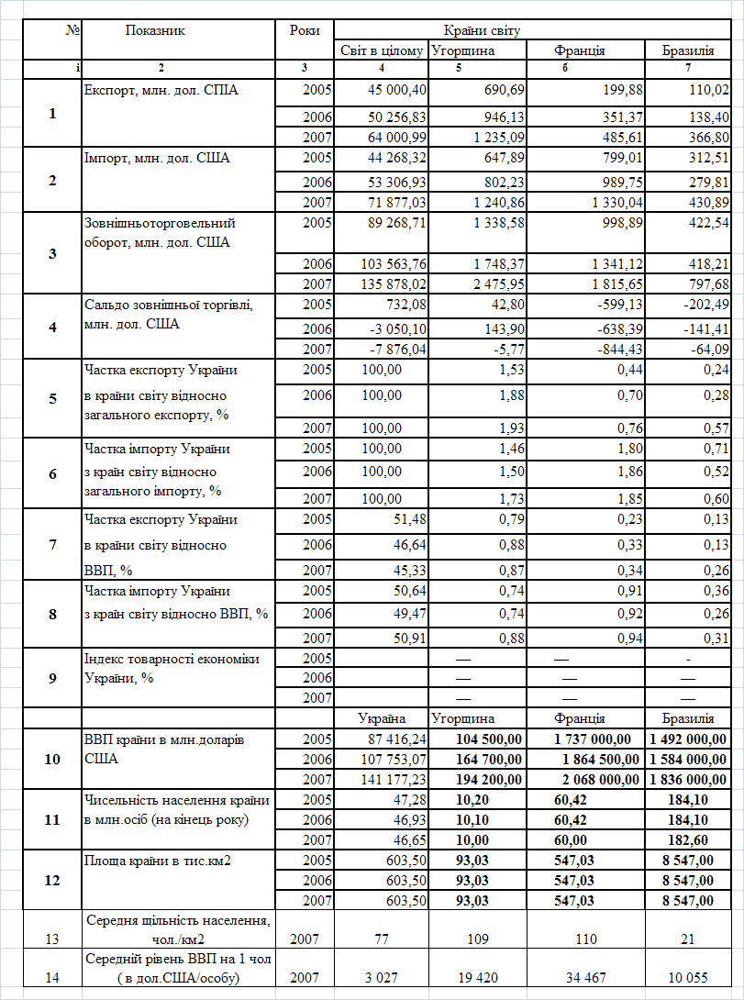 № Показник Роки Країни світу
Світ в цілому Угорщина Франція Бразилія
і 2 3 4 5 6 7
1 Експорт, млн. дол. СПІА 2005 45 000,40 690,69 199,88 110,02
2006 50 256,83 946,13 351,37 138,40
2007 64 000,99 1 235,09 485,61 366,80
2 Імпорт, млн. дол. США 2005 44 268,32 647,89 799,01 312,51
2006 53 306,93 802,23 989,75 279,81
2007 71 877,03 1 240,86 1 330,04 430,89
3 Зовнішньоторговельний 2005 89 268,71 1 338,58 998,89 422,54
оборот, млн. дол. США
2006 103 563,76 1 748,37 1 341,12 418,21
2007 135 878,02 2 475,95 1 815,65 797,68
4 Сальдо зовнішньої торгівлі, 2005 732,08 42,80 -599,13 -202,49
млн. дол. США 2006 -3 050,10 143,90 -638,39 -141,41
2007 -7 876,04 -5,77 -844,43 -64,09
5 Частка експорту України 2005 100,00 1,53 0,44 0,24
в країни світу відносно 2006 100,00 1,88 0,70 0,28
загального експорту, %
2007 100,00 1,93 0,76 0,57
6 Частка імпорту України 2005 100,00 1,46 1,80 0,71
з країн світу відносно 2006 100,00 1,50 1,86 0,52
загального імпорту, %
2007 100,00 1,73 1,85 0,60
7 Частка експорту України 2005 51,48 0,79 0,23 0,13
в країни світу відносно 2006 46,64 0,88 0,33 0,13
ВВП, % 2007 45,33 0,87 0,34 0,26
8 Частка імпорту України 2005 50,64 0,74 0,91 0,36
з країн світу відносно ВВП, % 2006 49,47 0,74 0,92 0,26
2007 50,91 0,88 0,94 0,31
9 Індекс товарності економіки 2005 — — -
України, % 2006 — — —
2007 — — —
Україна Угорщина Франція Бразилія
10 ВВП країни в млн.доларів 2005 87 416,24 104 500,00 1 737 000,00 1 492 000,00
США 2006 107 753,07 164 700,00 1 864 500,00 1 584 000,00
2007 141 177,23 194 200,00 2 068 000,00 1 836 000,00
11 Чисельність населення країни 2005 47,28 10,20 60,42 184,10
в млн.осіб (на кінець року) 2006 46,93 10,10 60,42 184,10
2007 46,65 10,00 60,00 182,60
12 Площа країни в тис.км2 2005 603,50 93,03 547,03 8 547,00
2006 603,50 93,03 547,03 8 547,00
2007 603,50 93,03 547,03 8 547,00
Середня щільність населення,
13 чол./км2 2007 77 109 110 21
Середній рівень ВВП на 1 чол
14 ( в дол.США/особу) 2007 3 027 19 420 34 467 10 055